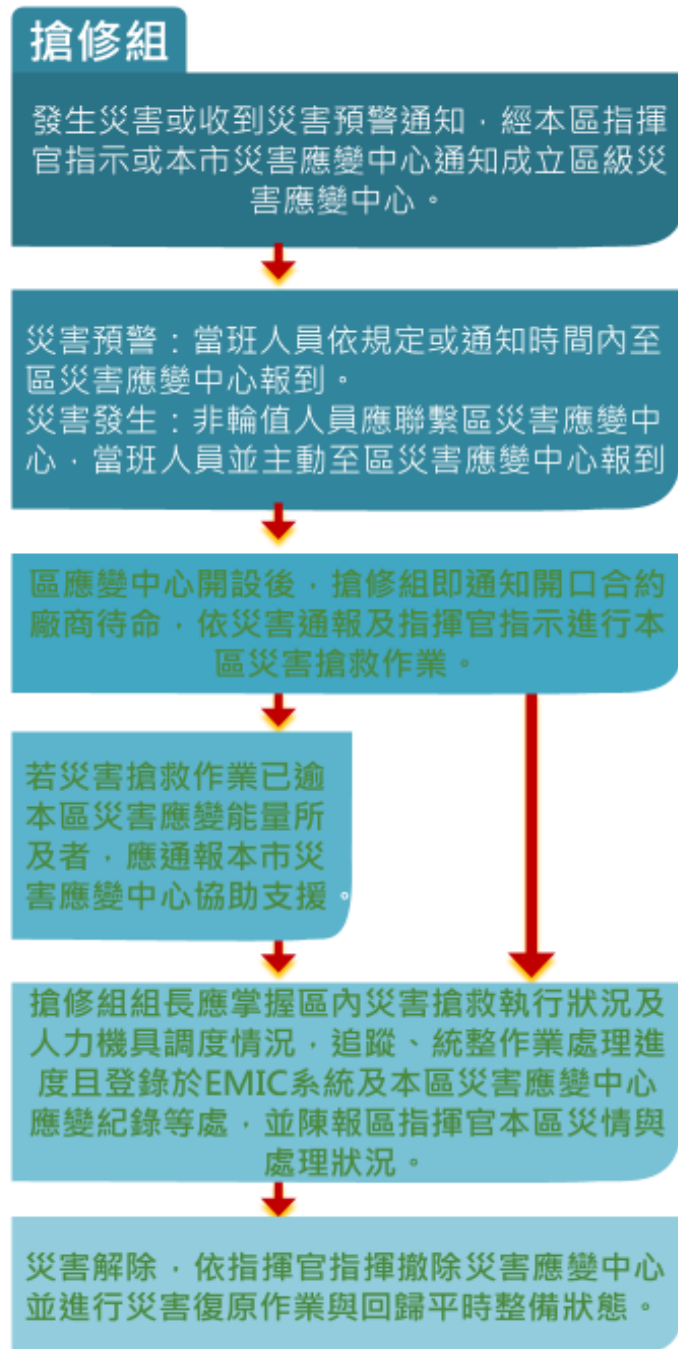 搶修組
發生災害或收到災害預警通知，經本區指揮
官指示或本市災害應變中心通知成立區級災
害應變中心。
災害預警：當班人員依規定或通知時間內至
區災害應變中心報到。
災害發生：非輪值人員應聯繫區災害應變中
心，當班人員並主動至區災害應變中心報到
區應變中心開設後，搶修組即通知開口合約
廠商待命，依災害通報及指揮官指示進行本
區災害搶救作業。
若災害搶救作業已逾
本區災害應變能量所
及者，應通報本市災
害應變中心協助支援。
搶修組組長應掌握區內災害搶救執行狀況及
人力機具調度情況，追蹤、統整作業處理進
度且登錄於EMIC系統及本區災害應變中心
應變紀錄等處，並陳報區指揮官本區災情與
處理狀況。
災害解除，依指揮官指揮撤除災害應變中心
並進行災害復原作業與回歸平時整備狀態。